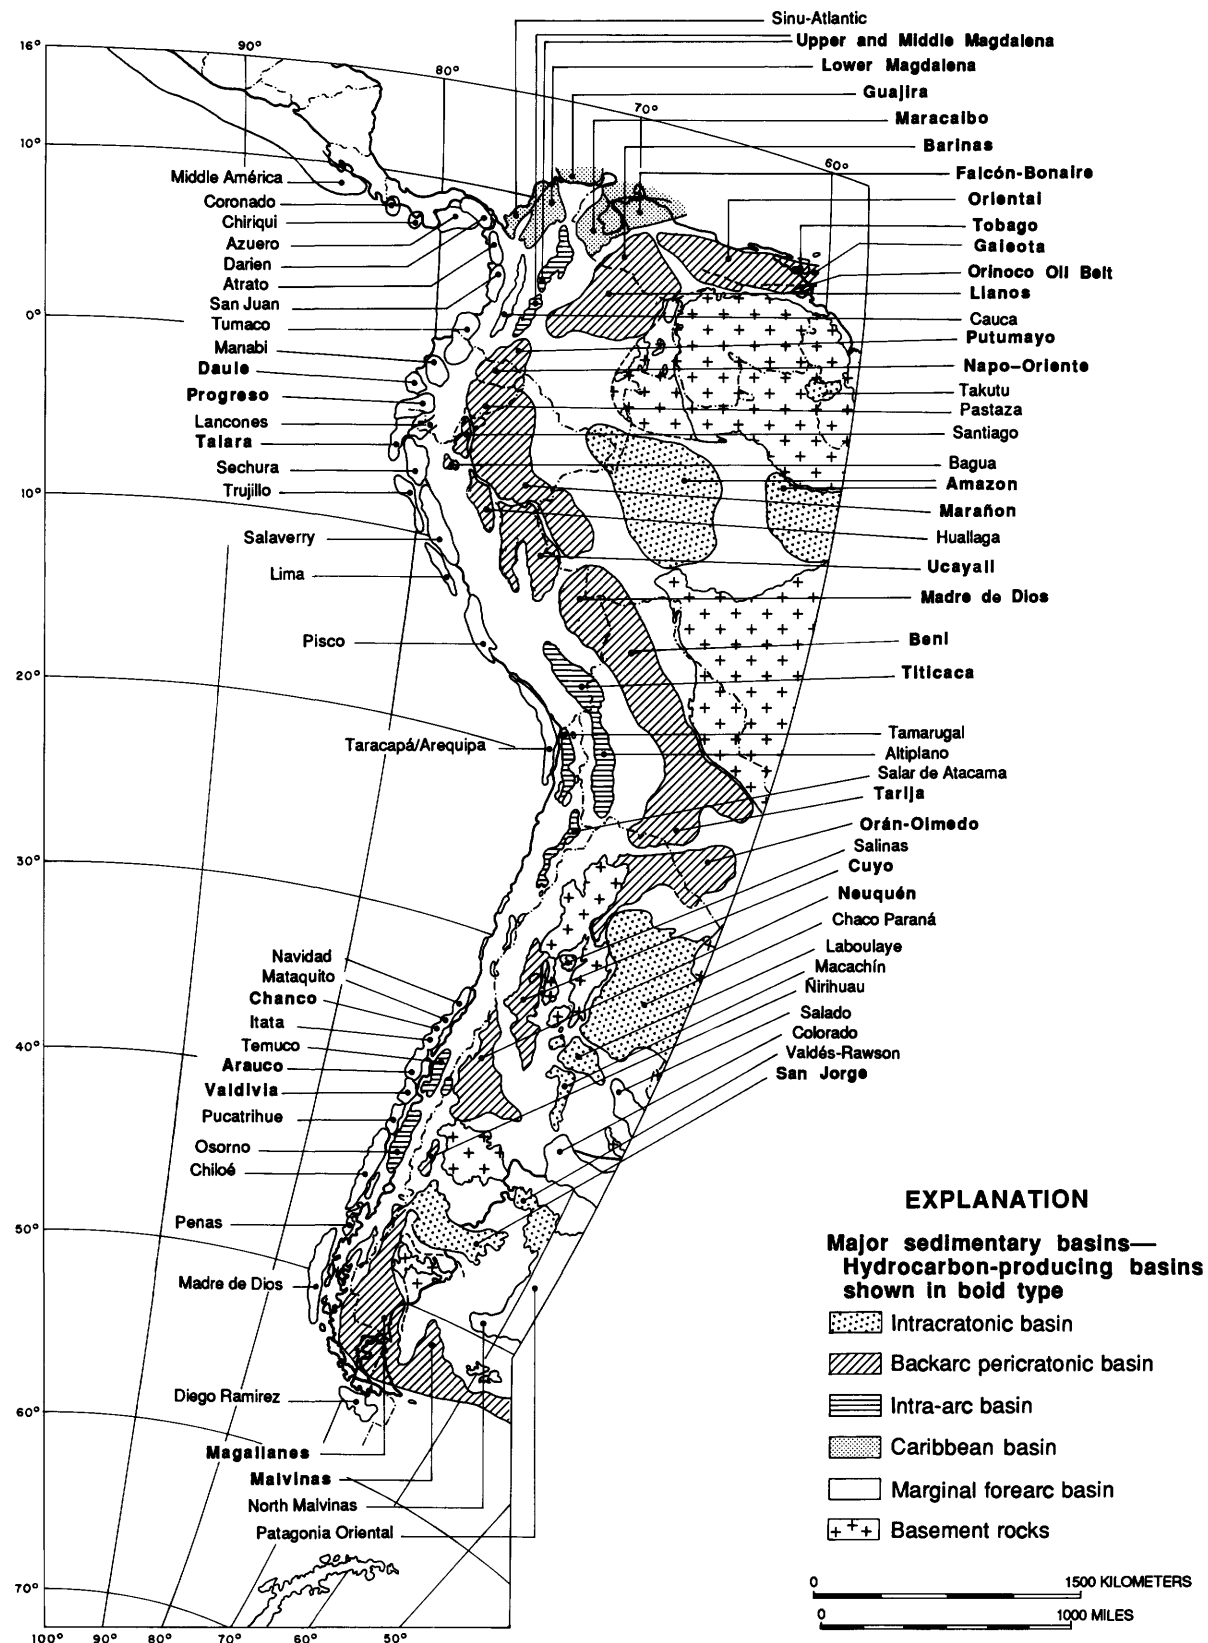 Sinu-Atlantic
Upper and Middle Magdalena
Lower Magdalena
Guajira
Maracaibo
Barinas
Falcón-Bonaire
Oriental
Tobago
Galeota
Orinoco Oil Belt
Llanos
Cauca
Putumayo
Napo-Oriente
Takutu
Pastaza
Santiago
Bagua
Amazon
Marañon
Huallaga
Ucayali
Madre de Dios
Beni
Titicaca
Tamarugal
Altiplano
Salar de Atacama
Tarija
Orán-Olmedo
Salinas
Cuyo
Neuquén
Chaco Paraná
Laboulaye
Macachín
Ñirihuau
Salado
Colorado
Valdés-Rawson
San Jorge
16°
90°
80°
70°
60°
10°
0°
10°
20°
30°
40°
50°
60°
70°
Middle América
Coronado
Chiriqui
Azuero
Darien
Atrato
San Juan
Tumaco
Manabi
Daule
Progreso
Lancones
Talara
Sechura
Trujillo
Salaverry
Lima
Pisco
Taracapá/Arequipa
Navidad
Mataquito
Chanco
Itata
Temuco
Arauco
Valdivia
Pucatrihue
Osorno
Chiloé
Penas
Madre de Dios
Diego Ramirez
Magallanes
Malvinas
North Malvinas
Patagonia Oriental
100°
90°
80°
70°
60°
50°
EXPLANATION
Major sedimentary basins—
Hydrocarbon-producing basins
shown in bold type
Intracratonic basin
Backarc pericratonic basin
Intra-arc basin
Caribbean basin
Marginal forearc basin
Basement rocks
0 1500 KILOMETERS
0 1000 MILES